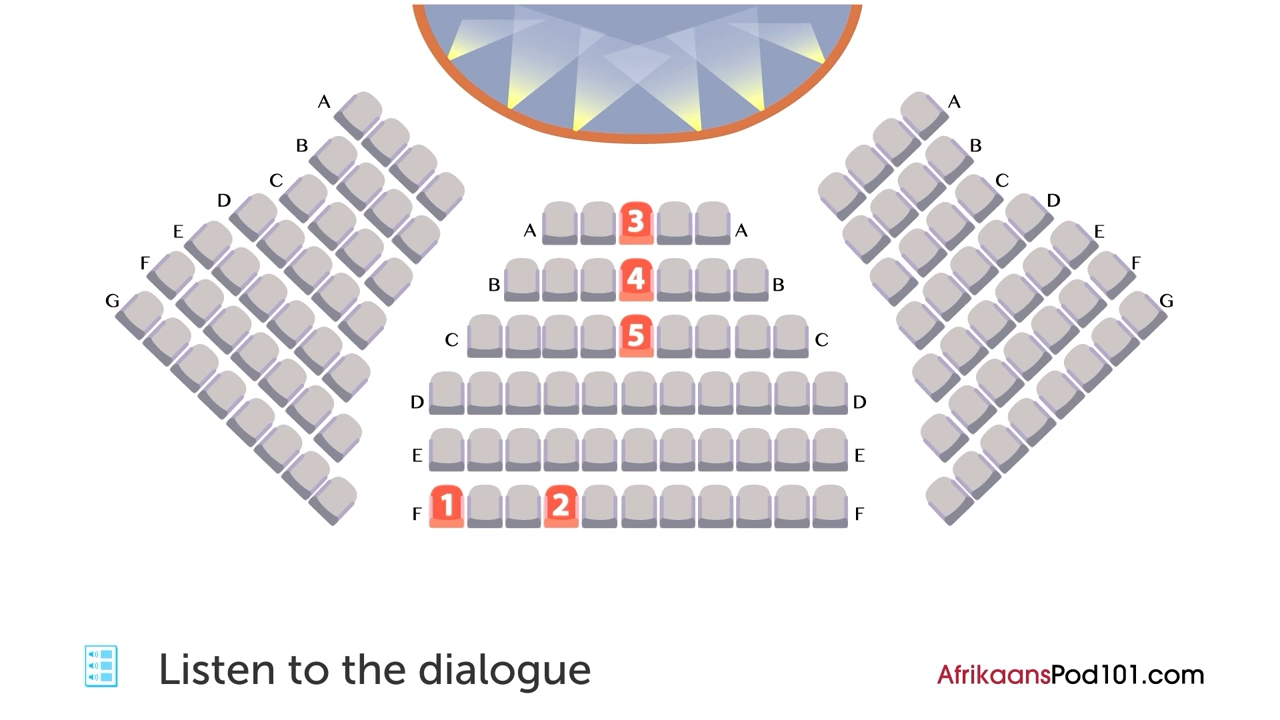 A
B
C
D
E
F
G
A
B
C
D
E
F
G
A 3 A
B 4 B
C 5 C
D D
E E
F 1 2 F
Listen to the dialogue
AfrikaansPod101.com